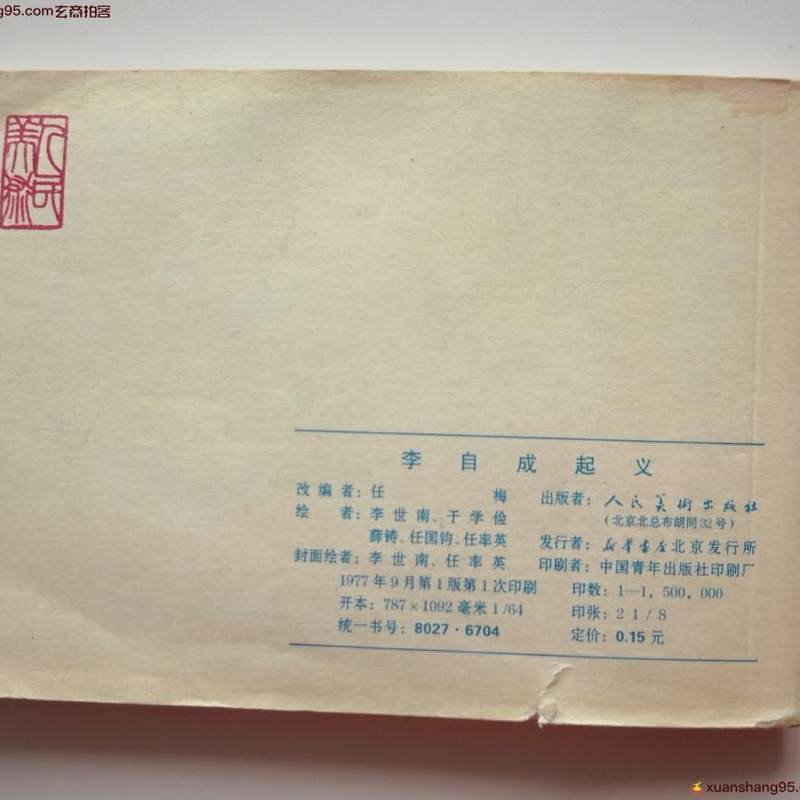 ng95.com玄商拍客
人民
美术
李自成起义
改编者：任梅
绘者：李世南、于学俭
薛铸、任国钧、任率英
封面绘者：李世南、任率英
1977年9月第1版第1次印刷
开本：787×1092毫米1/64
统一书号：8027·6704
出版者：人民美術出版社
（北京北总布胡同32号）
发行者：新华书店北京发行所
印刷者：中国青年出版社印刷厂
印数：1—1,500,000
印张：2 1/8
定价：0.15元
xuanshang95.